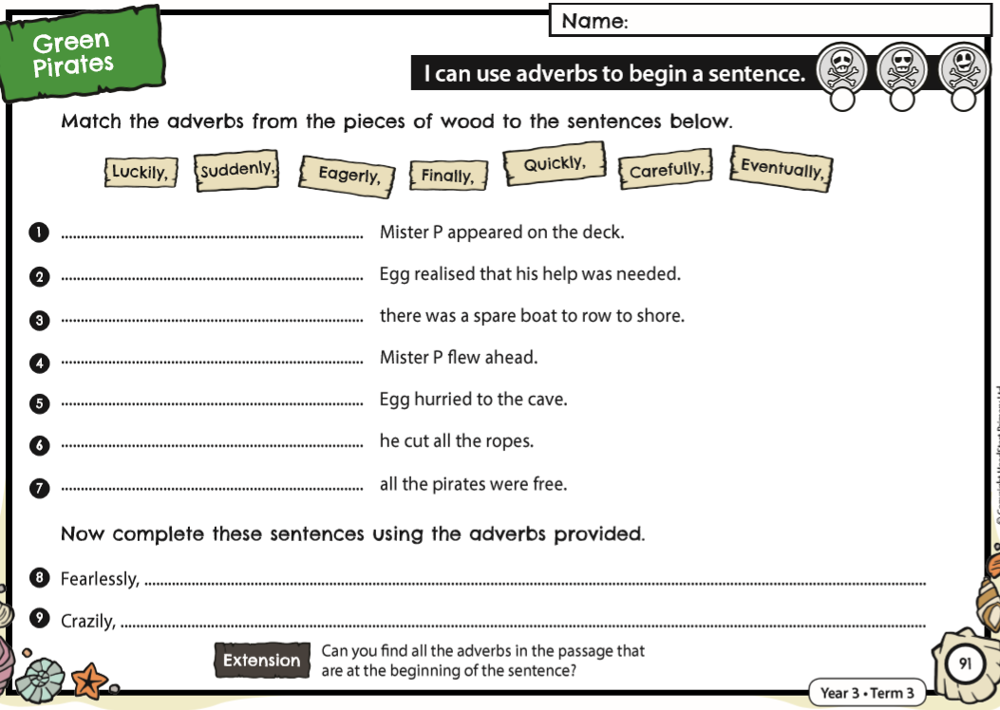 Name:
Green
Pirates
I can use adverbs to begin a sentence.
Match the adverbs from the pieces of wood to the sentences below.
Luckily, Suddenly, Eagerly, Finally, Quickly, Carefully, Eventually,
1 ........................ Mister P appeared on the deck.
2 ........................ Egg realised that his help was needed.
3 ........................ there was a spare boat to row to shore.
4 ........................ Mister P flew ahead.
5 ........................ Egg hurried to the cave.
6 ........................ he cut all the ropes.
7 ........................ all the pirates were free.
Now complete these sentences using the adverbs provided.
8 Fearlessly, ........................
9 Crazily, ........................
Extension
Can you find all the adverbs in the passage that
are at the beginning of the sentence?
91
Year 3 • Term 3